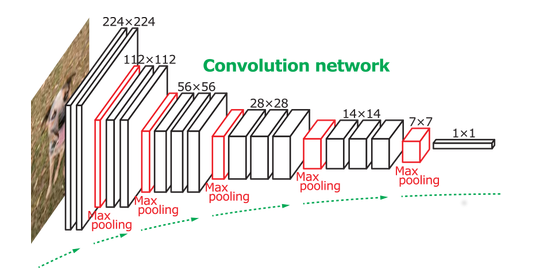 224×224
112×112
56×56
Convolution network
28×28
14×14
7×7
1×1
Max
pooling
Max
pooling
Max
pooling
Max
pooling
Max
pooling